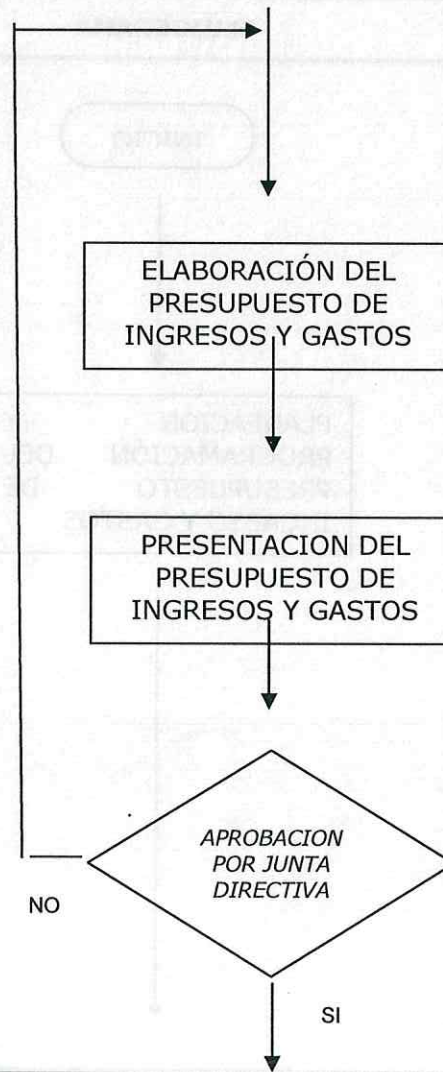 ELABORACIÓN DEL
PRESUPUESTO DE
INGRESOS Y GASTOS
PRESENTACION DEL
PRESUPUESTO DE
INGRESOS Y GASTOS
APROBACION
POR JUNTA
DIRECTIVA
NO
SI